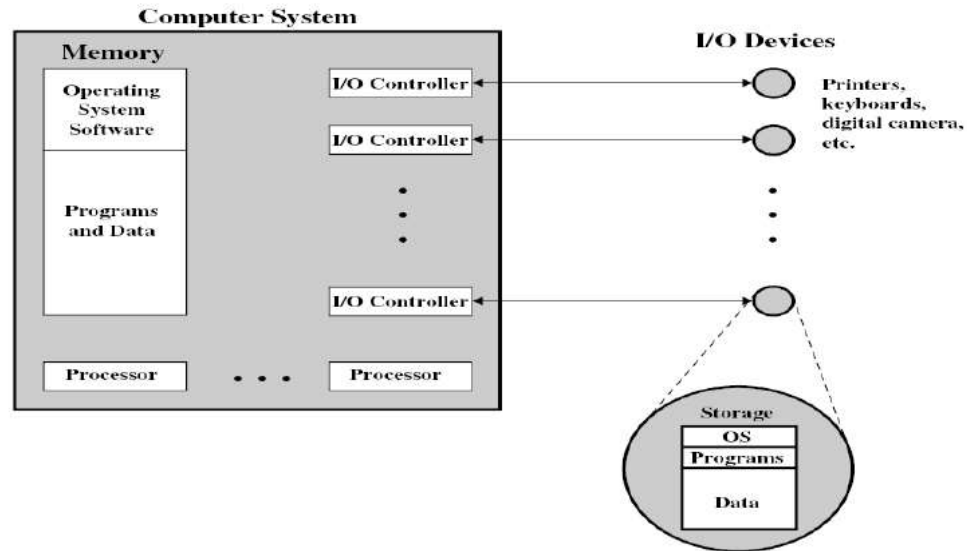 Computer System
Memory
Operating
System
Software
Programs
and Data
I/O Controller
I/O Controller
I/O Controller
Processor
Processor
I/O Devices
Printers,
keyboards,
digital camera,
etc.
Storage
OS
Programs
Data